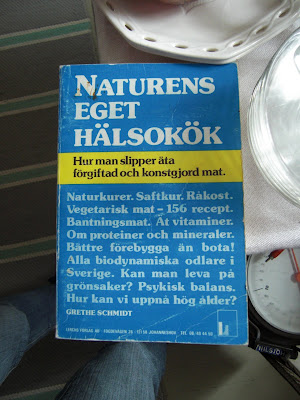 NATURENS
EGET
HÄLSOKÖK
Hur man slipper äta
förgiftad och konstgjord mat.
Naturkurer. Saftkur. Råkost.
Vegetarisk mat – 156 recept.
Bantningsmat. Ät vitaminer.
Om proteiner och mineraler.
Bättre förebygga än bota!
Alla biodynamiska odlare i
Sverige. Kan man leva på
grönsaker? Psykisk balans.
Hur kan vi uppnå hög ålder?
GRETHE SCHMIDT